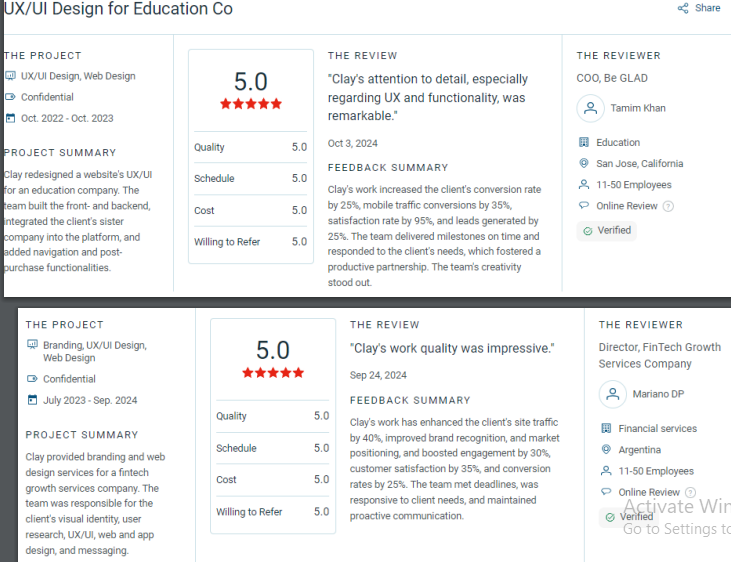 UX/UI Design for Education Co
Share
THE PROJECT
UX/UI Design, Web Design
Confidential
Oct. 2022 - Oct. 2023
PROJECT SUMMARY
Clay redesigned a website's UX/UI
for an education company. The
team built the front- and backend,
integrated the client's sister
company into the platform, and
added navigation and post-
purchase functionalities.
5.0
Quality 5.0
Schedule 5.0
Cost 5.0
Willing to Refer 5.0
THE REVIEW
"Clay's attention to detail, especially
regarding UX and functionality, was
remarkable."
Oct 3, 2024
FEEDBACK SUMMARY
Clay's work increased the client's conversion rate
by 25%, mobile traffic conversions by 35%,
satisfaction rate by 95%, and leads generated by
25%. The team delivered milestones on time and
responded to the client's needs, which fostered a
productive partnership. The team's creativity
stood out.
THE REVIEWER
COO, Be GLAD
Tamim Khan
Education
San Jose, California
11-50 Employees
Online Review ?
Verified
THE PROJECT
Branding, UX/UI Design,
Web Design
Confidential
July 2023 - Sep. 2024
PROJECT SUMMARY
Clay provided branding and web
design services for a fintech
growth services company. The
team was responsible for the
client's visual identity, user
research, UX/UI, web and app
design, and messaging.
5.0
Quality 5.0
Schedule 5.0
Cost 5.0
Willing to Refer 5.0
THE REVIEW
"Clay's work quality was impressive."
Sep 24, 2024
FEEDBACK SUMMARY
Clay's work has enhanced the client's site traffic
by 40%, improved brand recognition, and market
positioning, and boosted engagement by 30%,
customer satisfaction by 35%, and conversion
rates by 25%. The team met deadlines, was
responsive to client needs, and maintained
proactive communication.
THE REVIEWER
Director, FinTech Growth
Services Company
Mariano DP
Financial services
Argentina
11-50 Employees
Online Review ?
Verified
Activate Win
Go to Settings to